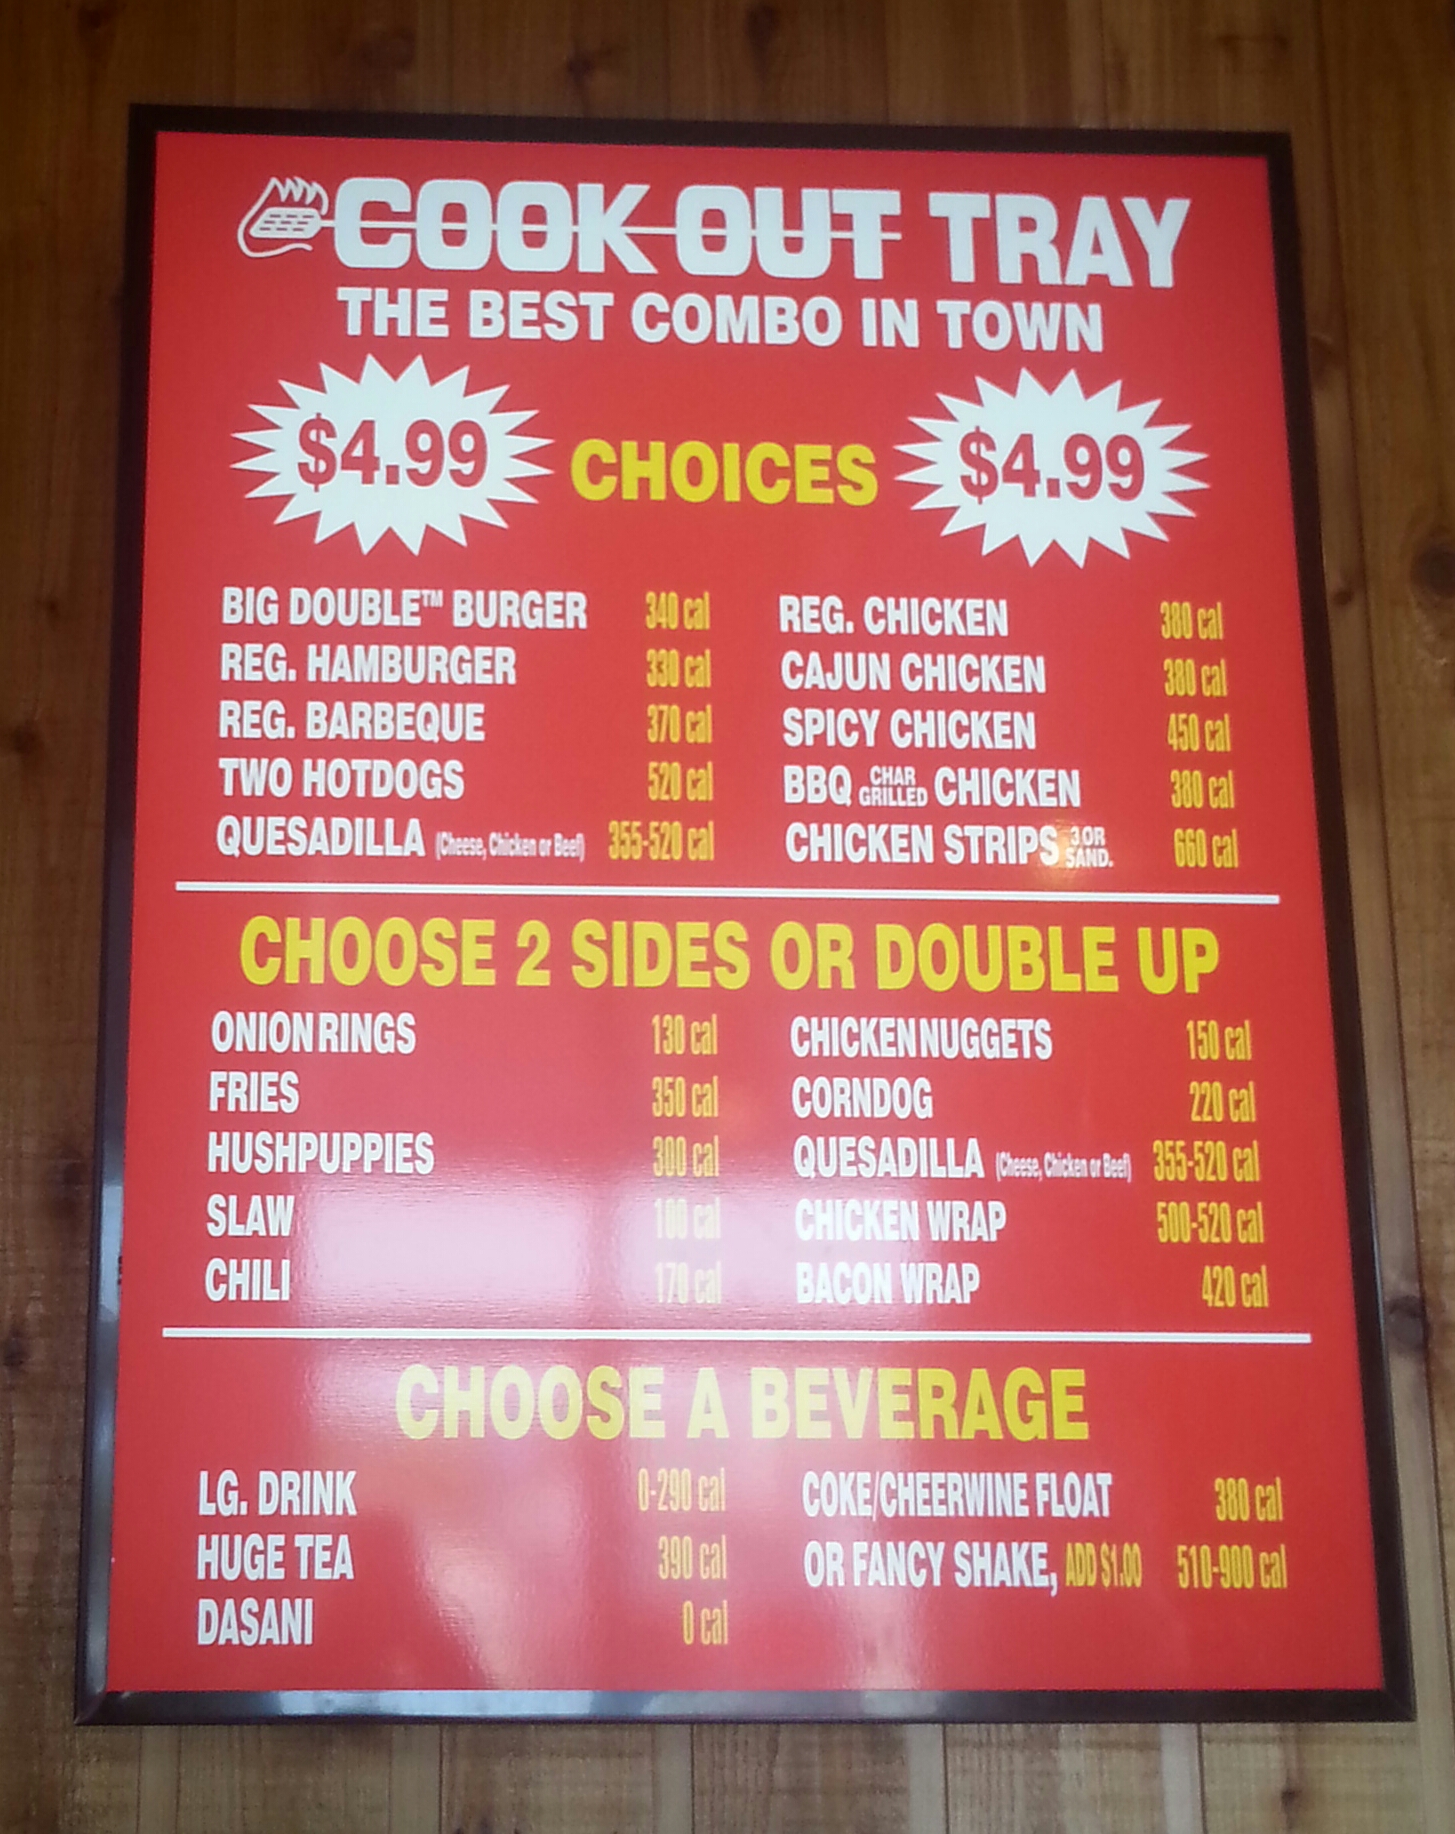 COOK OUT TRAY
THE BEST COMBO IN TOWN
$4.99 CHOICES $4.99
BIG DOUBLE™ BURGER 340 cal
REG. HAMBURGER 330 cal
REG. BARBEQUE 370 cal
TWO HOTDOGS 520 cal
QUESADILLA (Cheese, Chicken or Beef) 355-520 cal
REG. CHICKEN 380 cal
CAJUN CHICKEN 380 cal
SPICY CHICKEN 450 cal
BBQ CHAR GRILLED CHICKEN 380 cal
CHICKEN STRIPS 3 OR SAND. 660 cal
CHOOSE 2 SIDES OR DOUBLE UP
ONION RINGS 130 cal
FRIES 350 cal
HUSHPUPPIES 300 cal
SLAW 100 cal
CHILI 170 cal
CHICKEN NUGGETS 150 cal
CORNDOG 220 cal
QUESADILLA (Cheese, Chicken or Beef) 355-520 cal
CHICKEN WRAP 500-520 cal
BACON WRAP 420 cal
CHOOSE A BEVERAGE
LG. DRINK 0-290 cal
HUGE TEA 390 cal
DASANI 0 cal
COKE/CHEERWINE FLOAT 380 cal
OR FANCY SHAKE, ADD $1.00 510-900 cal